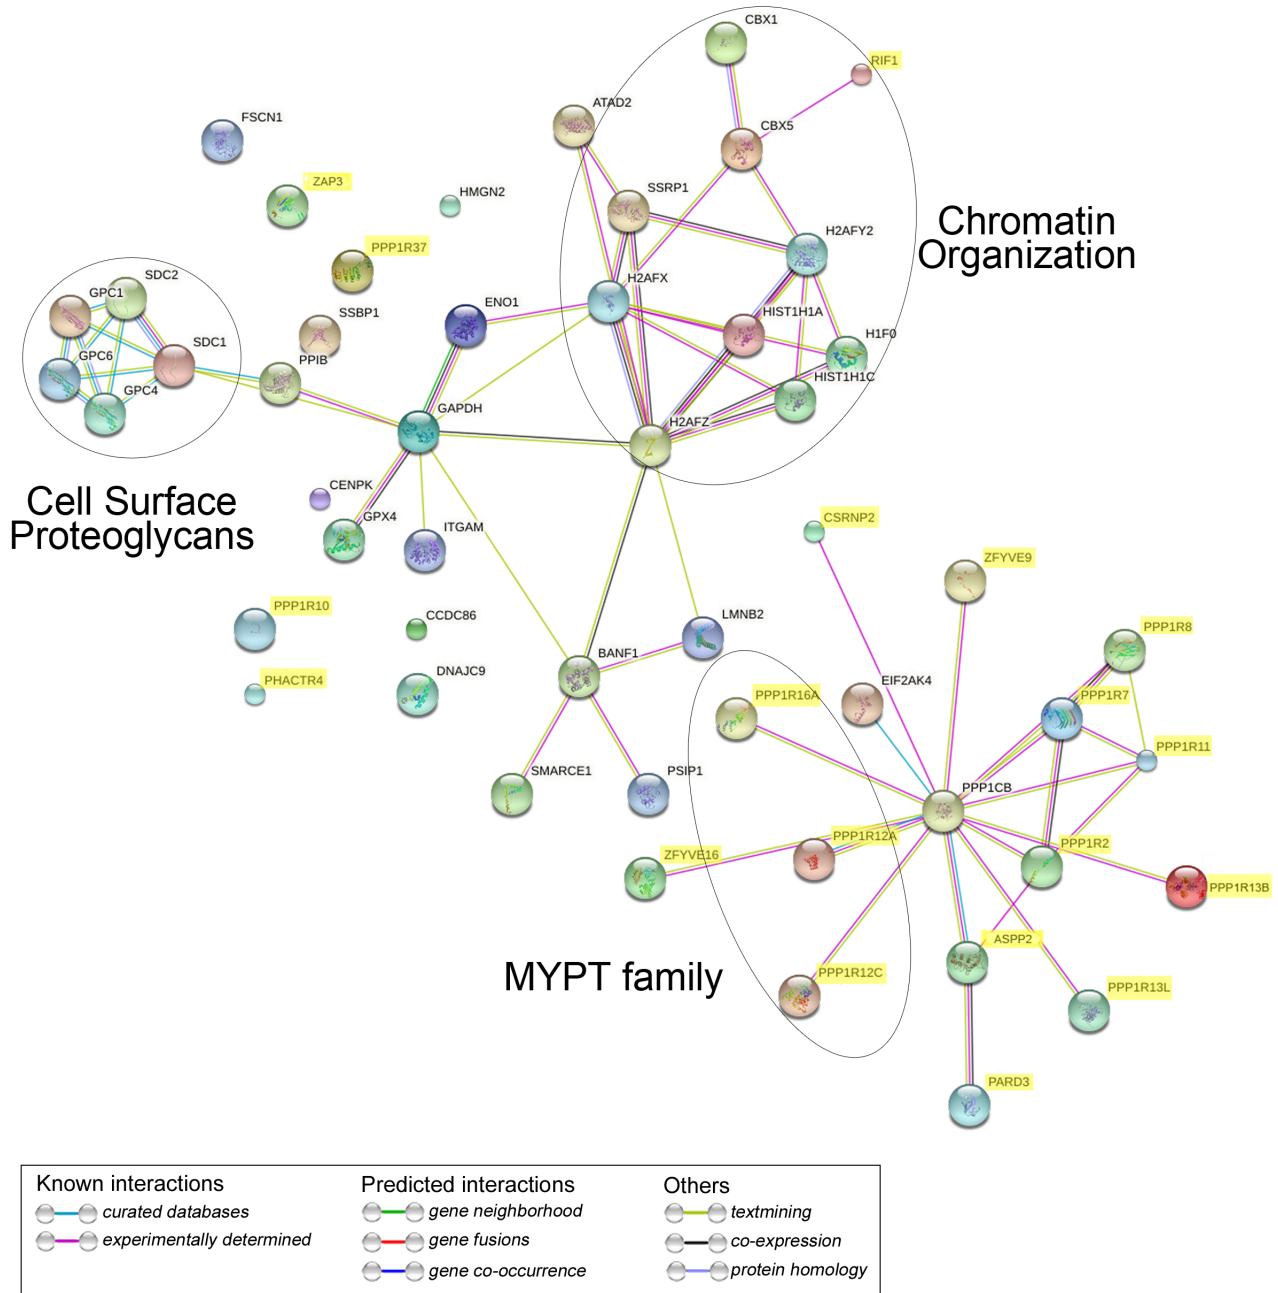 CBX1
RIF1
ATAD2
FSCN1
CBX5
ZAP3
HMGN2
SSRP1
Chromatin
Organization
H2AFY2
PPP1R37
SDC2
GPC1
H2AFX
ENO1
HIST1H1A
SSBP1
H1F0
SDC1
GPC6
PPIB
HIST1H1C
GPC4
GAPDH
H2AFZ
CENPK
Cell Surface
Proteoglycans
GPX4
ITGAM
CSRNP2
ZFYVE9
PPP1R10
CCDC86
LMNB2
PPP1R8
BANF1
DNAJC9
PHACTR4
EIF2AK4
PPP1R16A
PPP1R7
PPP1R11
SMARCE1
PSIP1
PPP1CB
PPP1R12A
PPP1R2
ZFYVE16
PPP1R13B
ASPP2
MYPT family
PPP1R12C
PPP1R13L
PARD3
Known interactions
curated databases
experimentally determined
Predicted interactions
gene neighborhood
gene fusions
gene co-occurrence
Others
textmining
co-expression
protein homology